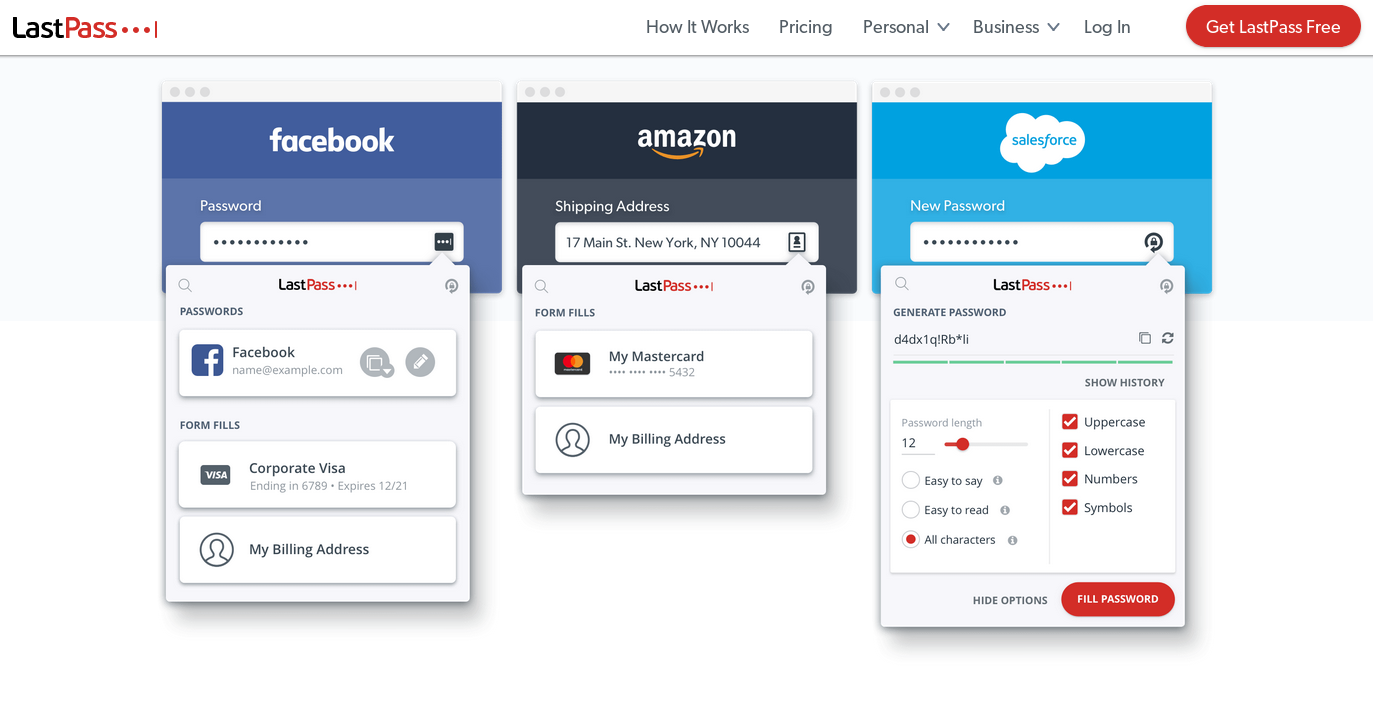 LastPass
How It Works
Pricing
Personal
Business
Log In
Get LastPass Free
facebook
Password
LastPass
PASSWORDS
Facebook
name@example.com
FORM FILLS
VISA
Corporate Visa
Ending in 6789 • Expires 12/21
My Billing Address
amazon
Shipping Address
17 Main St. New York, NY 10044
LastPass
FORM FILLS
mastercard
My Mastercard
•••• •••• •••• 5432
My Billing Address
salesforce
New Password
LastPass
GENERATE PASSWORD
d4dx1q!Rb*li
SHOW HISTORY
Password length
12
Easy to say
Easy to read
All characters
Uppercase
Lowercase
Numbers
Symbols
HIDE OPTIONS
FILL PASSWORD